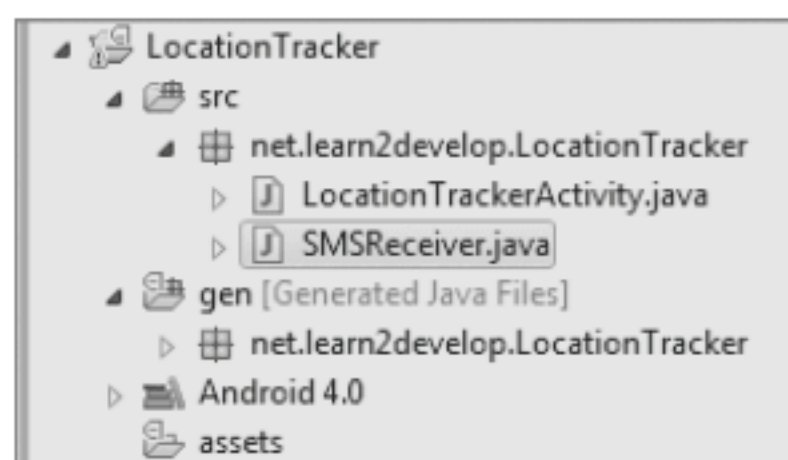 LocationTracker
src
net.learn2develop.LocationTracker
LocationTrackerActivity.java
SMSReceiver.java
gen [Generated Java Files]
net.learn2develop.LocationTracker
Android 4.0
assets